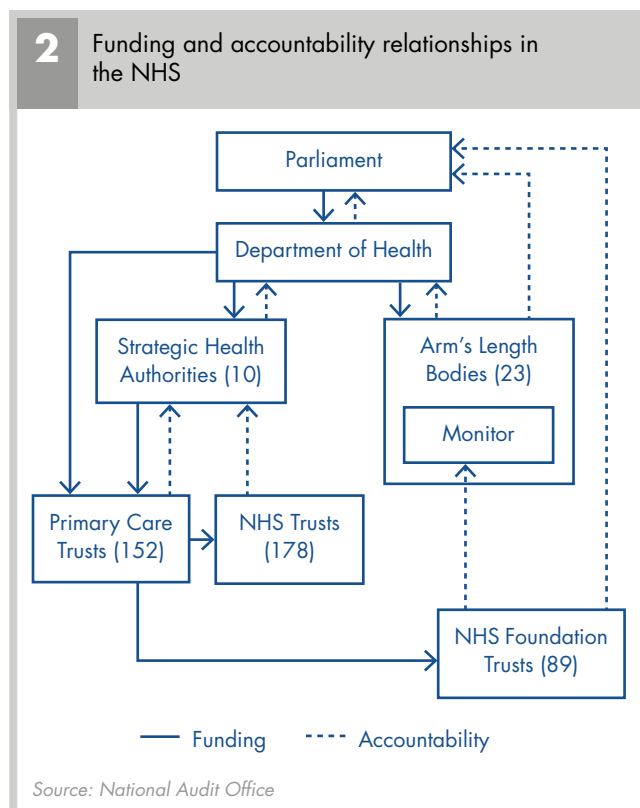 2
Funding and accountability relationships in
the NHS
Parliament
Department of Health
Strategic Health
Authorities (10)
Arm’s Length
Bodies (23)
Monitor
Primary Care
Trusts (152)
NHS Trusts
(178)
NHS Foundation
Trusts (89)
Funding
Accountability
Source: National Audit Office